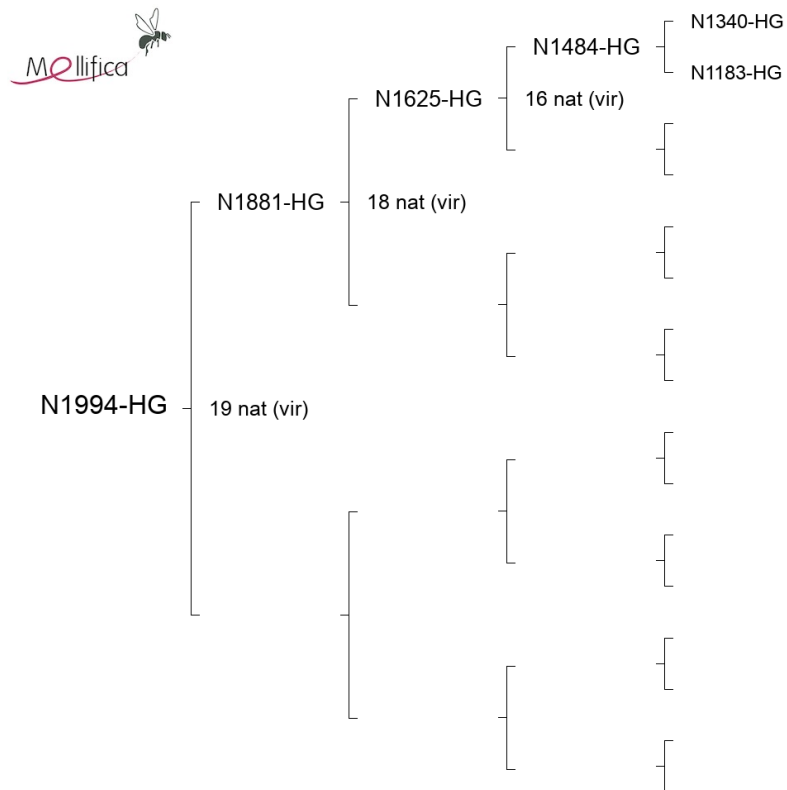 Mellifica
N1340-HG
N1484-HG
N1183-HG
N1625-HG
16 nat (vir)
N1881-HG
18 nat (vir)
N1994-HG
19 nat (vir)